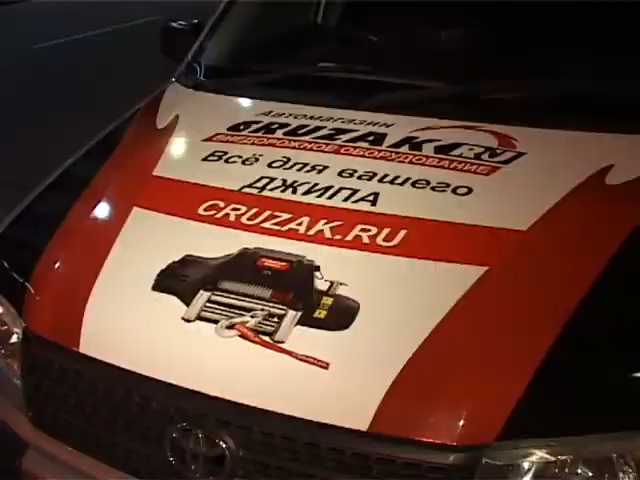 Автомагазин
CRUZAK.RU
ВНЕДОРОЖНОЕ ОБОРУДОВАНИЕ
Всё для вашего
ДЖИПА
CRUZAK.RU